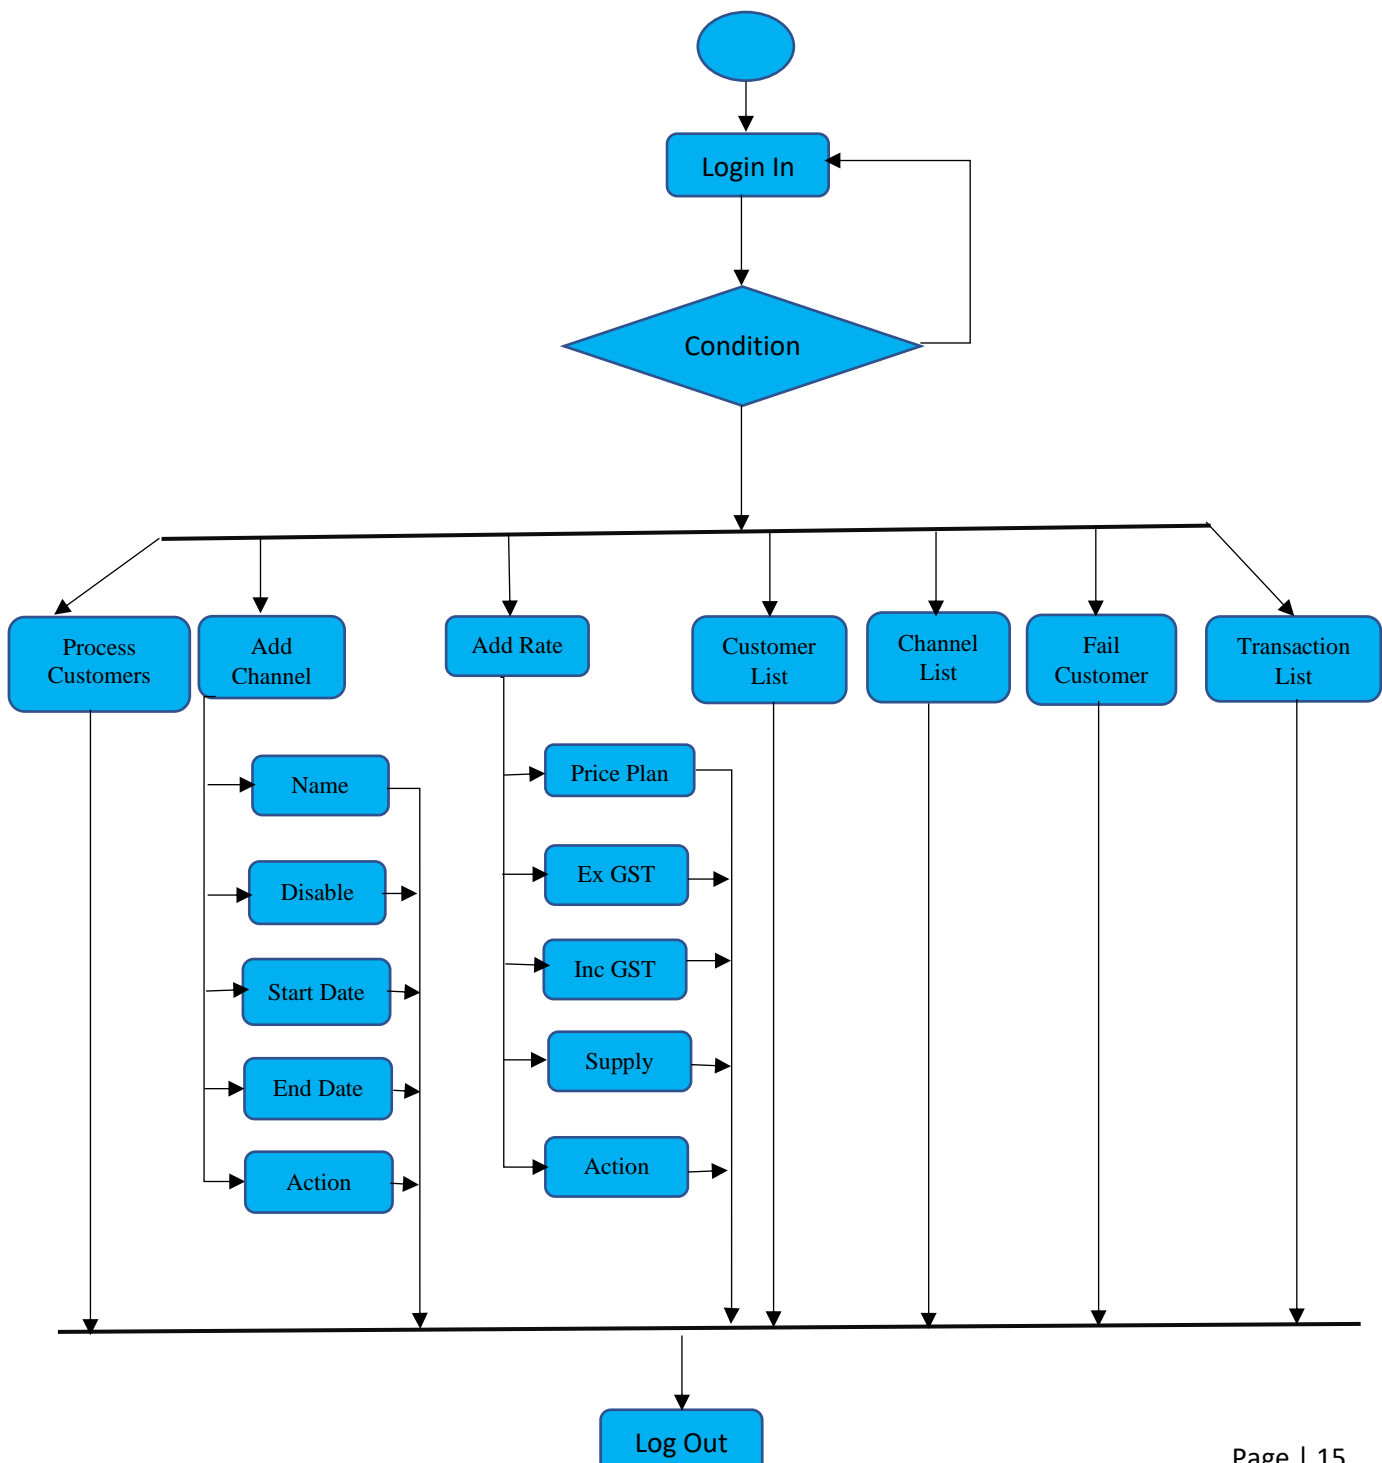 Login In
Condition
Process
Customers
Add
Channel
Add Rate
Customer
List
Channel
List
Fail
Customer
Transaction
List
Name
Disable
Start Date
End Date
Action
Price Plan
Ex GST
Inc GST
Supply
Action
Log Out
Page | 15